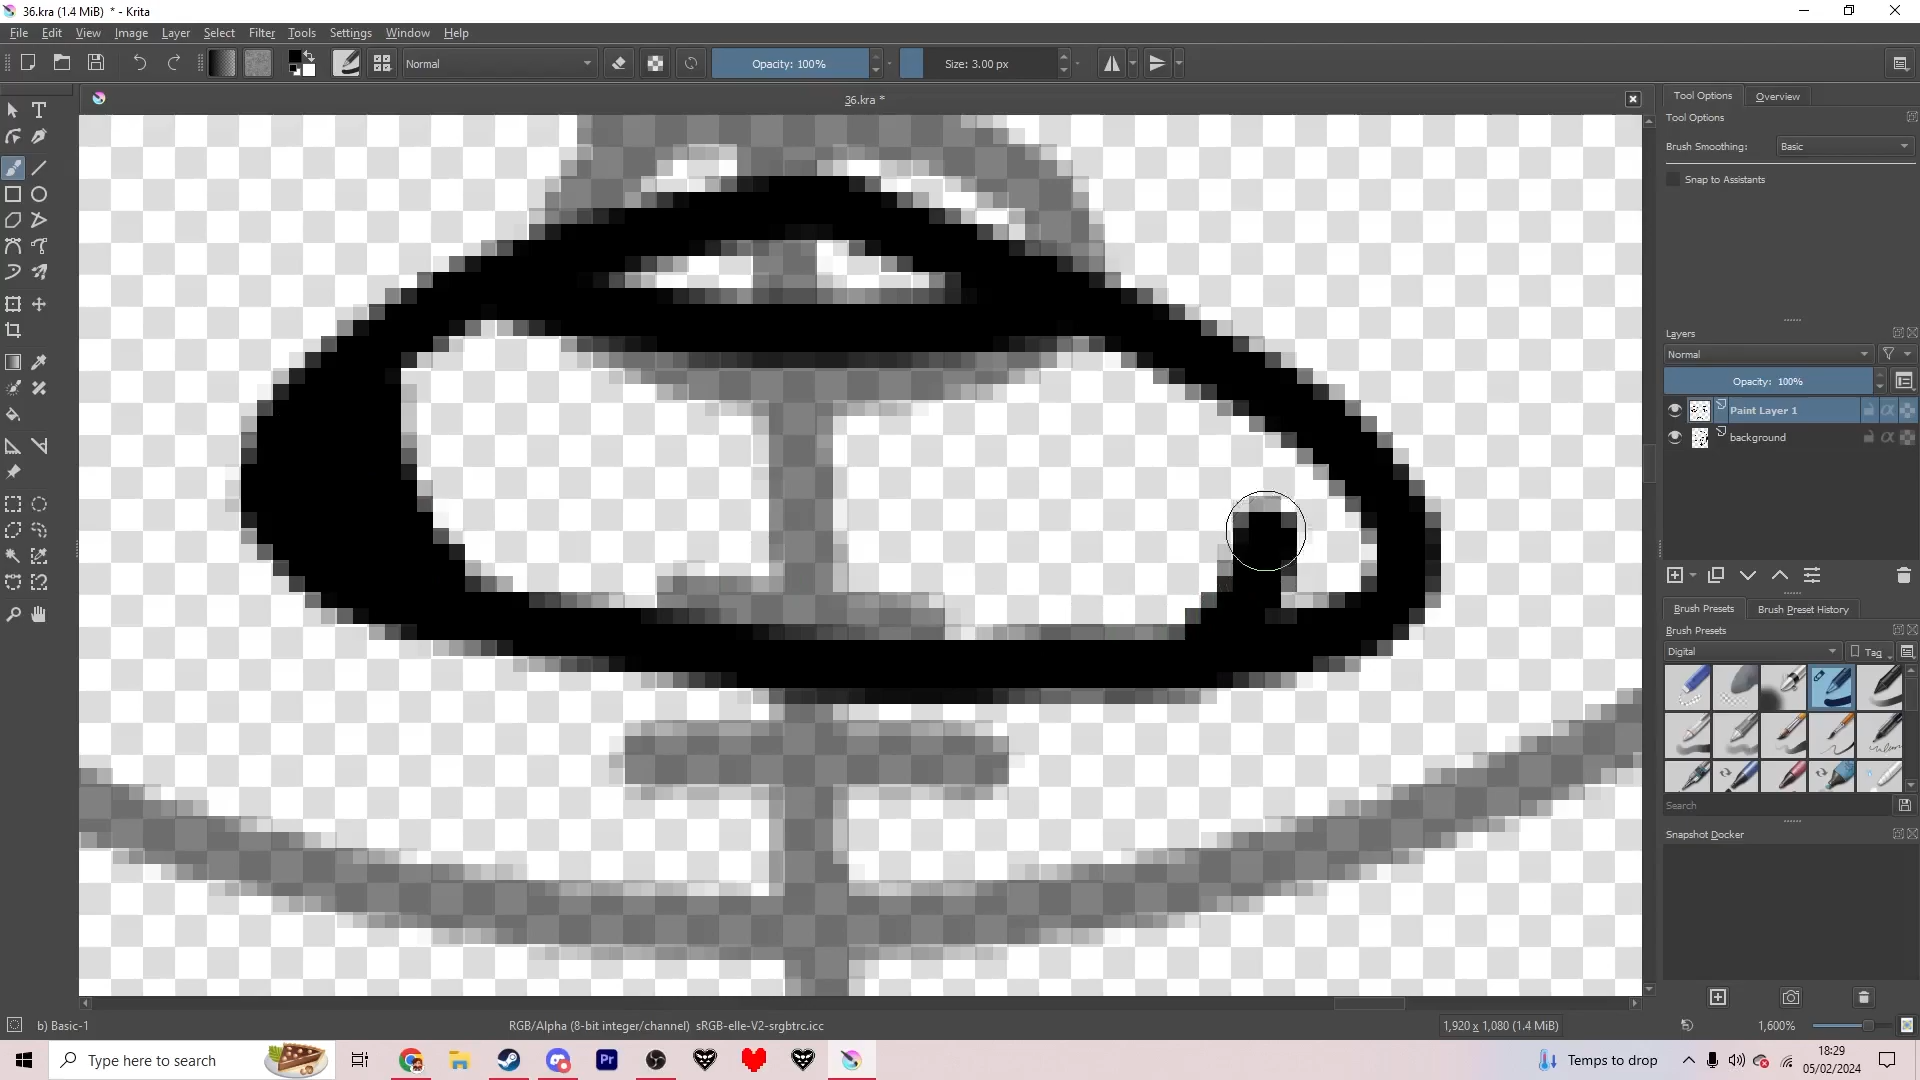 36.kra (1.4 MiB) * - Krita
File Edit View Image Layer Select Filter Tools Settings Window Help
Normal Opacity: 100% Size: 3.00 px
36.kra *
Tool Options Overview
Tool Options
Brush Smoothing: Basic
Snap to Assistants
Layers
Normal
Opacity: 100%
Paint Layer 1
background
Brush Presets Brush Preset History
Brush Presets
Digital Tag
Search
Snapshot Docker
b) Basic-1 RGB/Alpha (8-bit integer/channel) sRGB-elle-V2-srgbtrc.icc 1,920 x 1,080 (1.4 MiB) 1,600%
Type here to search Pr Temps to drop 18:29
05/02/2024